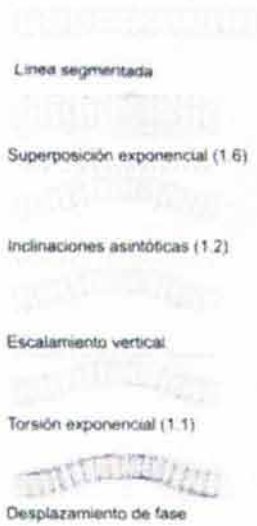 Línea segmentada
Superposición exponencial (1.6)
Inclinaciones asintóticas (1.2)
Escalamiento vertical
Torsión exponencial (1.1)
Desplazamiento de fase